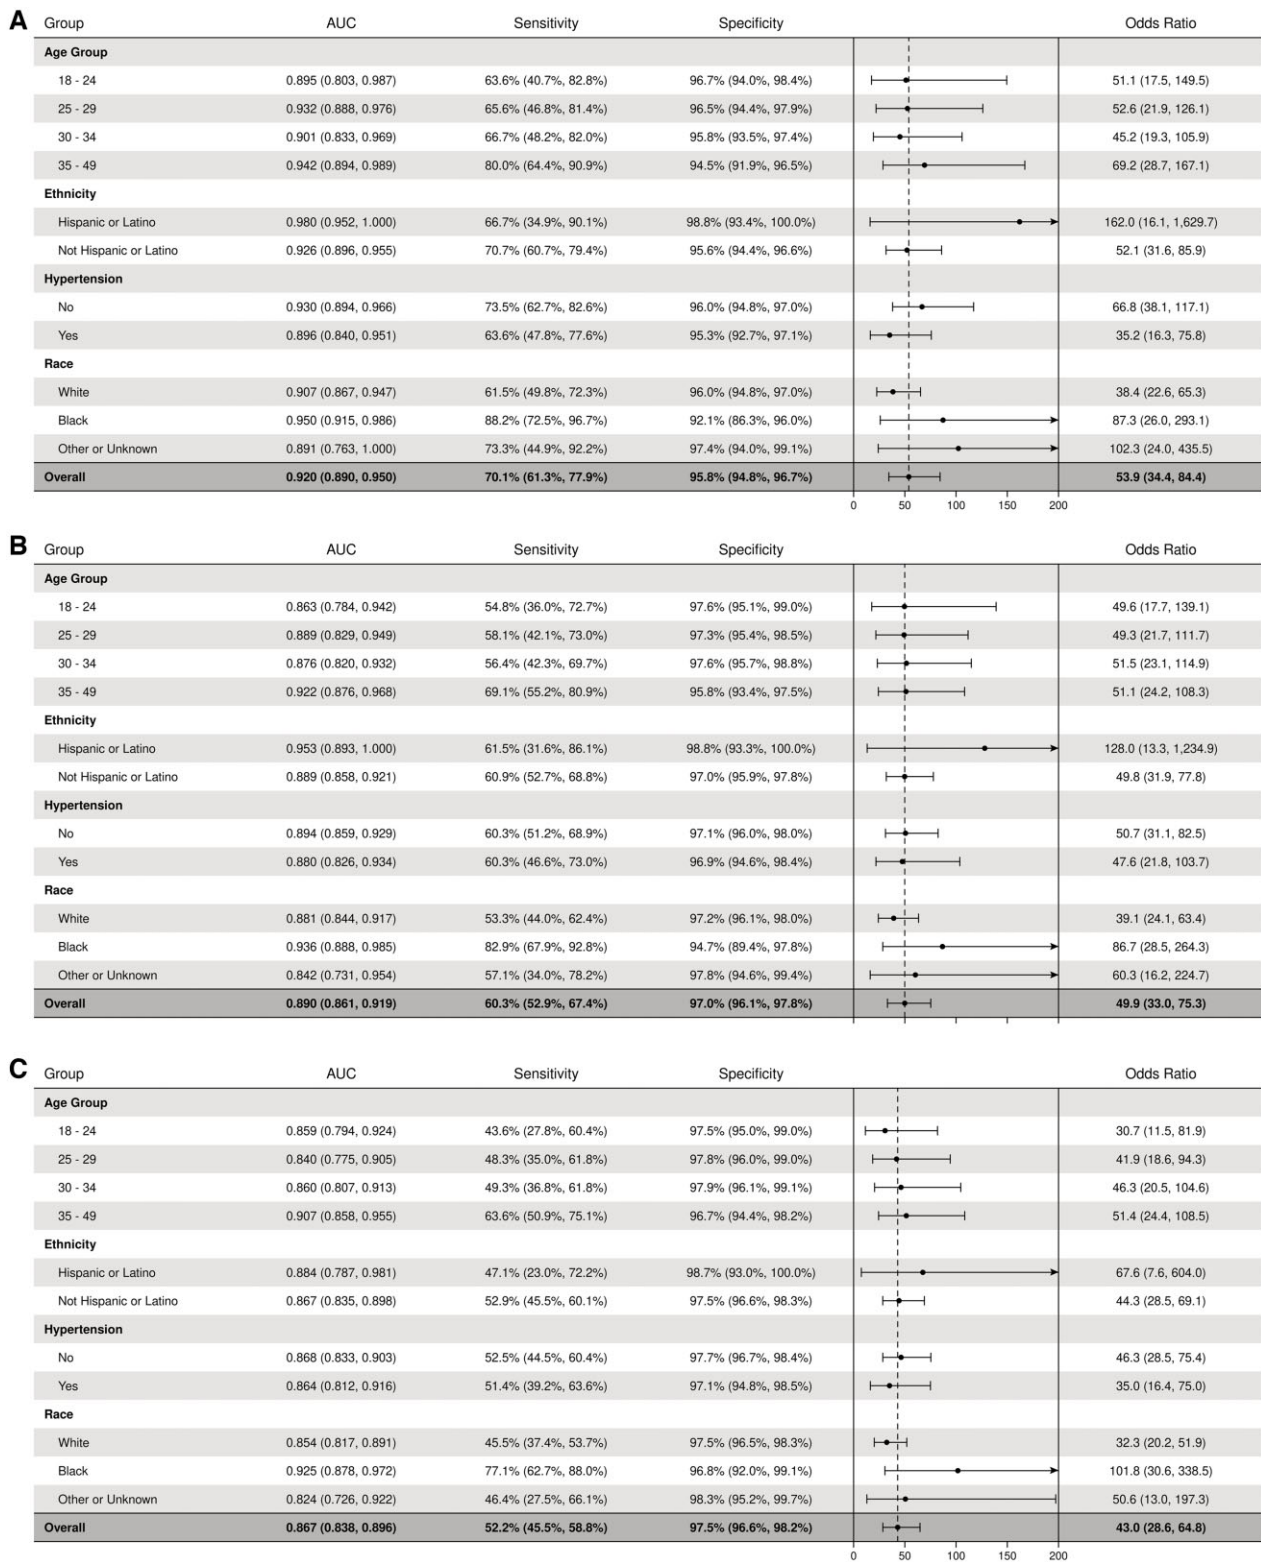 A Group AUC Sensitivity Specificity Odds Ratio
Age Group
18 - 24 0.895 (0.803, 0.987) 63.6% (40.7%, 82.8%) 96.7% (94.0%, 98.4%) 51.1 (17.5, 149.5)
25 - 29 0.932 (0.888, 0.976) 65.6% (46.8%, 81.4%) 96.5% (94.4%, 97.9%) 52.6 (21.9, 126.1)
30 - 34 0.901 (0.833, 0.969) 66.7% (48.2%, 82.0%) 95.8% (93.5%, 97.4%) 45.2 (19.3, 105.9)
35 - 49 0.942 (0.894, 0.989) 80.0% (64.4%, 90.9%) 94.5% (91.9%, 96.5%) 69.2 (28.7, 167.1)
Ethnicity
Hispanic or Latino 0.980 (0.952, 1.000) 66.7% (34.9%, 90.1%) 98.8% (93.4%, 100.0%) 162.0 (16.1, 1,629.7)
Not Hispanic or Latino 0.926 (0.896, 0.955) 70.7% (60.7%, 79.4%) 95.6% (94.4%, 96.6%) 52.1 (31.6, 85.9)
Hypertension
No 0.930 (0.894, 0.966) 73.5% (62.7%, 82.6%) 96.0% (94.8%, 97.0%) 66.8 (38.1, 117.1)
Yes 0.896 (0.840, 0.951) 63.6% (47.8%, 77.6%) 95.3% (92.7%, 97.1%) 35.2 (16.3, 75.8)
Race
White 0.907 (0.867, 0.947) 61.5% (49.8%, 72.3%) 96.0% (94.8%, 97.0%) 38.4 (22.6, 65.3)
Black 0.950 (0.915, 0.986) 88.2% (72.5%, 96.7%) 92.1% (86.3%, 96.0%) 87.3 (26.0, 293.1)
Other or Unknown 0.891 (0.763, 1.000) 73.3% (44.9%, 92.2%) 97.4% (94.0%, 99.1%) 102.3 (24.0, 435.5)
Overall 0.920 (0.890, 0.950) 70.1% (61.3%, 77.9%) 95.8% (94.8%, 96.7%) 53.9 (34.4, 84.4)
0 50 100 150 200
B Group AUC Sensitivity Specificity Odds Ratio
Age Group
18 - 24 0.863 (0.784, 0.942) 54.8% (36.0%, 72.7%) 97.6% (95.1%, 99.0%) 49.6 (17.7, 139.1)
25 - 29 0.889 (0.829, 0.949) 58.1% (42.1%, 73.0%) 97.3% (95.4%, 98.5%) 49.3 (21.7, 111.7)
30 - 34 0.876 (0.820, 0.932) 56.4% (42.3%, 69.7%) 97.6% (95.7%, 98.8%) 51.5 (23.1, 114.9)
35 - 49 0.922 (0.876, 0.968) 69.1% (55.2%, 80.9%) 95.8% (93.4%, 97.5%) 51.1 (24.2, 108.3)
Ethnicity
Hispanic or Latino 0.953 (0.893, 1.000) 61.5% (31.6%, 86.1%) 98.8% (93.3%, 100.0%) 128.0 (13.3, 1,234.9)
Not Hispanic or Latino 0.889 (0.858, 0.921) 60.9% (52.7%, 68.8%) 97.0% (95.9%, 97.8%) 49.8 (31.9, 77.8)
Hypertension
No 0.894 (0.859, 0.929) 60.3% (51.2%, 68.9%) 97.1% (96.0%, 98.0%) 50.7 (31.1, 82.5)
Yes 0.880 (0.826, 0.934) 60.3% (46.6%, 73.0%) 96.9% (94.6%, 98.4%) 47.6 (21.8, 103.7)
Race
White 0.881 (0.844, 0.917) 53.3% (44.0%, 62.4%) 97.2% (96.1%, 98.0%) 39.1 (24.1, 63.4)
Black 0.936 (0.888, 0.985) 82.9% (67.9%, 92.8%) 94.7% (89.4%, 97.8%) 86.7 (28.5, 264.3)
Other or Unknown 0.842 (0.731, 0.954) 57.1% (34.0%, 78.2%) 97.8% (94.6%, 99.4%) 60.3 (16.2, 224.7)
Overall 0.890 (0.861, 0.919) 60.3% (52.9%, 67.4%) 97.0% (96.1%, 97.8%) 49.9 (33.0, 75.3)
C Group AUC Sensitivity Specificity Odds Ratio
Age Group
18 - 24 0.859 (0.794, 0.924) 43.6% (27.8%, 60.4%) 97.5% (95.0%, 99.0%) 30.7 (11.5, 81.9)
25 - 29 0.840 (0.775, 0.905) 48.3% (35.0%, 61.8%) 97.8% (96.0%, 99.0%) 41.9 (18.6, 94.3)
30 - 34 0.860 (0.807, 0.913) 49.3% (36.8%, 61.8%) 97.9% (96.1%, 99.1%) 46.3 (20.5, 104.6)
35 - 49 0.907 (0.858, 0.955) 63.6% (50.9%, 75.1%) 96.7% (94.4%, 98.2%) 51.4 (24.4, 108.5)
Ethnicity
Hispanic or Latino 0.884 (0.787, 0.981) 47.1% (23.0%, 72.2%) 98.7% (93.0%, 100.0%) 67.6 (7.6, 604.0)
Not Hispanic or Latino 0.867 (0.835, 0.898) 52.9% (45.5%, 60.1%) 97.5% (96.6%, 98.3%) 44.3 (28.5, 69.1)
Hypertension
No 0.868 (0.833, 0.903) 52.5% (44.5%, 60.4%) 97.7% (96.7%, 98.4%) 46.3 (28.5, 75.4)
Yes 0.864 (0.812, 0.916) 51.4% (39.2%, 63.6%) 97.1% (94.8%, 98.5%) 35.0 (16.4, 75.0)
Race
White 0.854 (0.817, 0.891) 45.5% (37.4%, 53.7%) 97.5% (96.5%, 98.3%) 32.3 (20.2, 51.9)
Black 0.925 (0.878, 0.972) 77.1% (62.7%, 88.0%) 96.8% (92.0%, 99.1%) 101.8 (30.6, 338.5)
Other or Unknown 0.824 (0.726, 0.922) 46.4% (27.5%, 66.1%) 98.3% (95.2%, 99.7%) 50.6 (13.0, 197.3)
Overall 0.867 (0.838, 0.896) 52.2% (45.5%, 58.8%) 97.5% (96.6%, 98.2%) 43.0 (28.6, 64.8)
0 50 100 150 200